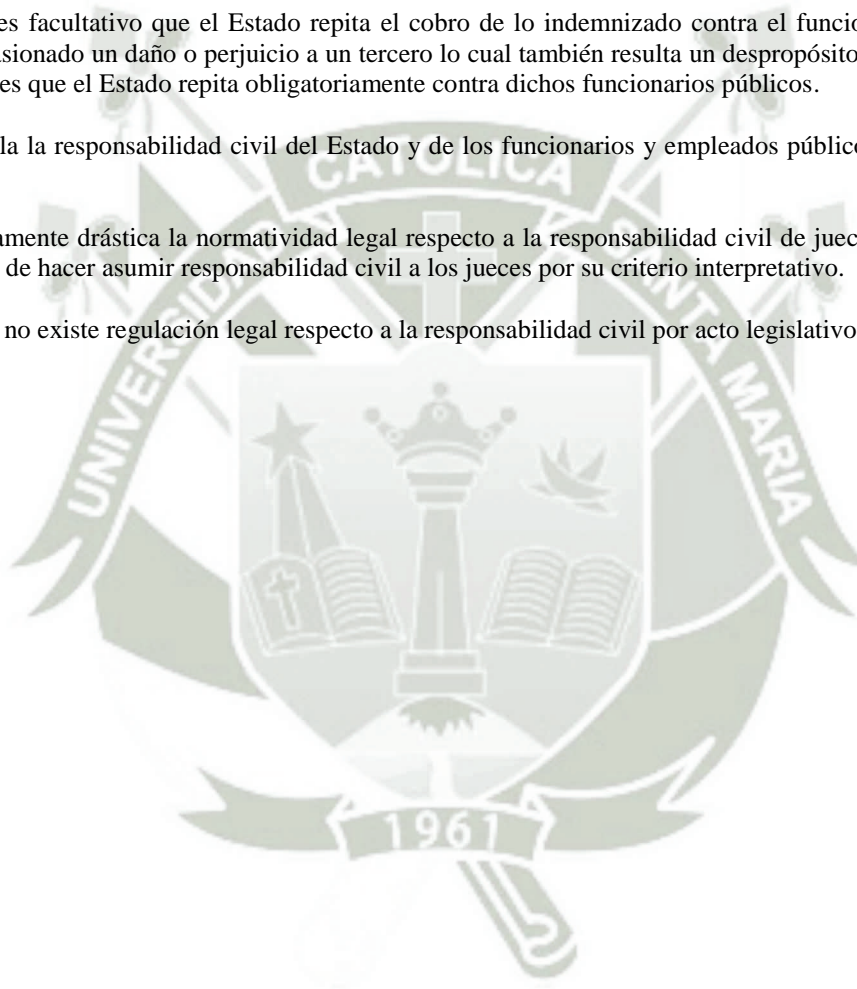 es facultativo que el Estado repita el cobro de lo indemnizado contra el funcio
asionado un daño o perjuicio a un tercero lo cual también resulta un despropósito
es que el Estado repita obligatoriamente contra dichos funcionarios públicos.
la la responsabilidad civil del Estado y de los funcionarios y empleados público
amente drástica la normatividad legal respecto a la responsabilidad civil de juec
de hacer asumir responsabilidad civil a los jueces por su criterio interpretativo.
no existe regulación legal respecto a la responsabilidad civil por acto legislativo
UNIVERSIDAD CATOLICA SANTA MARIA
1961